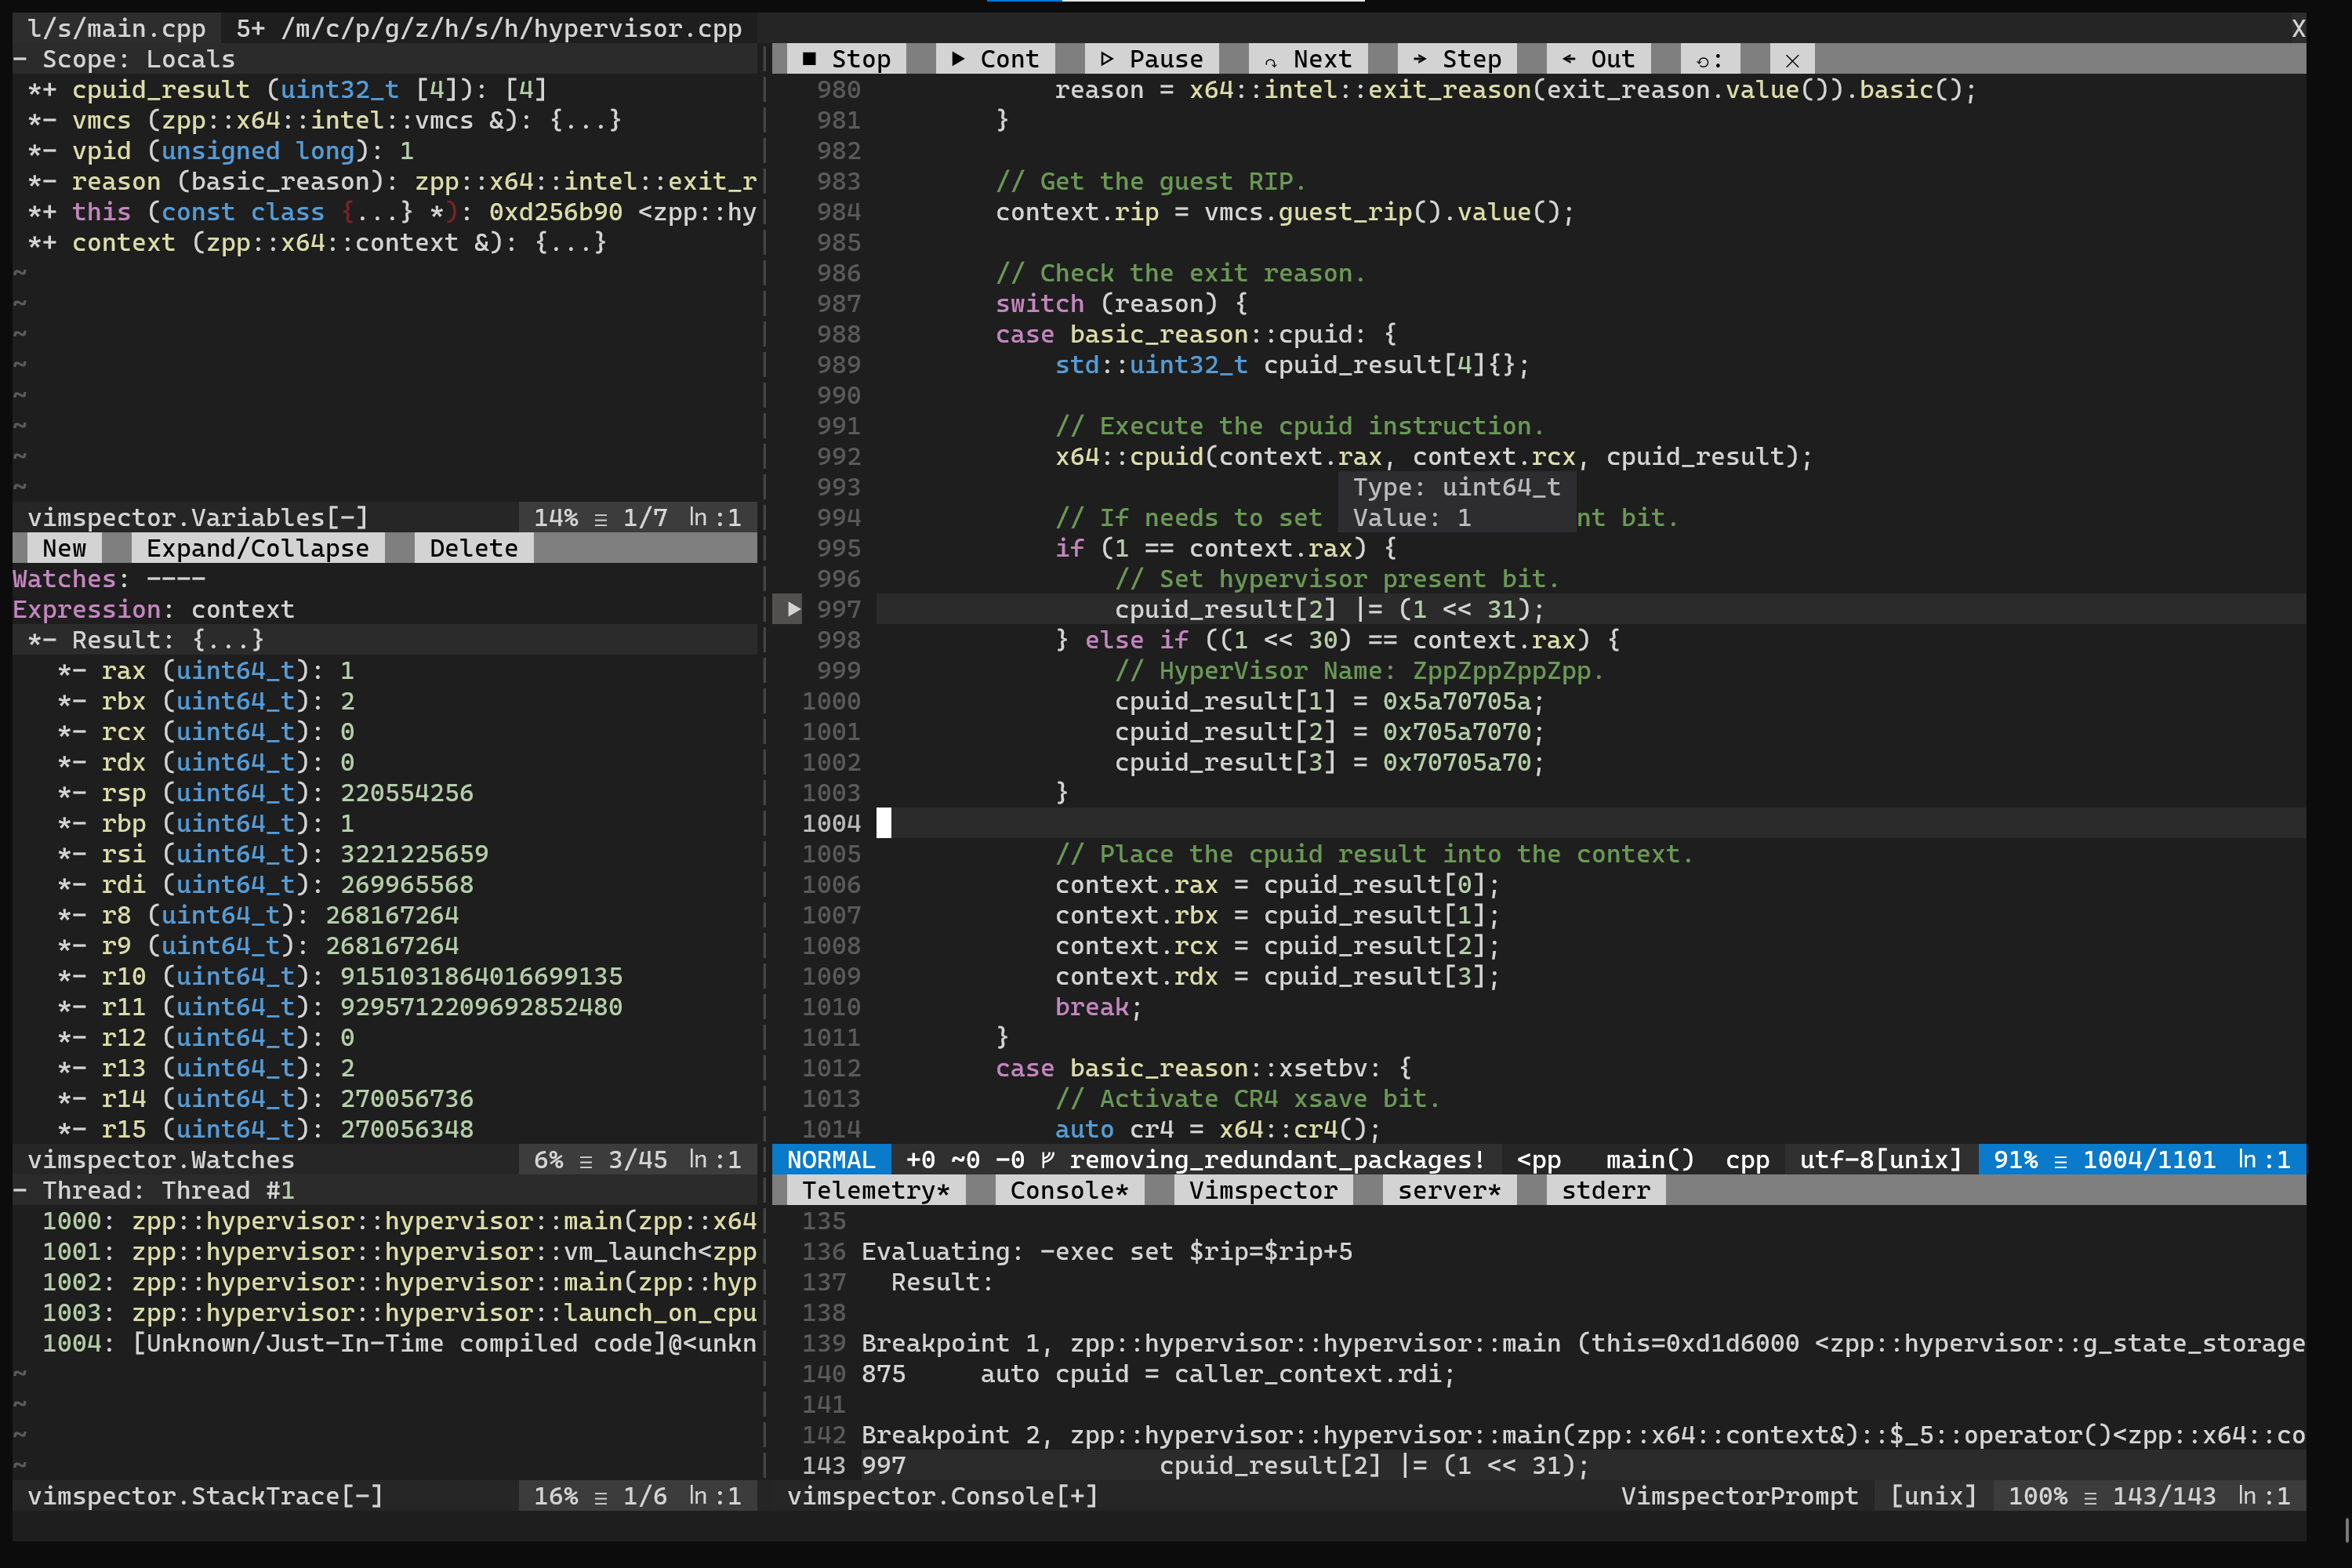 l/s/main.cpp  5+ /m/c/p/g/z/h/s/h/hypervisor.cpp
X
- Scope: Locals
*+ cpuid_result (uint32_t [4]): [4]
*- vmcs (zpp::x64::intel::vmcs &): {...}
*- vpid (unsigned long): 1
*- reason (basic_reason): zpp::x64::intel::exit_r
*+ this (const class {...} *): 0xd256b90 <zpp::hy
*+ context (zpp::x64::context &): {...}
~
~
~
~
~
~
~
~
vimspector.Variables[-]  14% ≡ 1/7 ln :1
New  Expand/Collapse  Delete
Watches: ----
Expression: context
*- Result: {...}
*- rax (uint64_t): 1
*- rbx (uint64_t): 2
*- rcx (uint64_t): 0
*- rdx (uint64_t): 0
*- rsp (uint64_t): 220554256
*- rbp (uint64_t): 1
*- rsi (uint64_t): 3221225659
*- rdi (uint64_t): 269965568
*- r8 (uint64_t): 268167264
*- r9 (uint64_t): 268167264
*- r10 (uint64_t): 9151031864016699135
*- r11 (uint64_t): 9295712209692852480
*- r12 (uint64_t): 0
*- r13 (uint64_t): 2
*- r14 (uint64_t): 270056736
*- r15 (uint64_t): 270056348
vimspector.Watches  6% ≡ 3/45 ln :1
- Thread: Thread #1
1000: zpp::hypervisor::hypervisor::main(zpp::x64
1001: zpp::hypervisor::hypervisor::vm_launch<zpp
1002: zpp::hypervisor::hypervisor::main(zpp::hyp
1003: zpp::hypervisor::hypervisor::launch_on_cpu
1004: [Unknown/Just-In-Time compiled code]@<unkn
~
~
~
~
vimspector.StackTrace[-]  16% ≡ 1/6 ln :1
■ Stop  ▶ Cont  ▷ Pause  ↷ Next  → Step  ← Out  ⟲:  ✕
980 reason = x64::intel::exit_reason(exit_reason.value()).basic();
981 }
982
983 // Get the guest RIP.
984 context.rip = vmcs.guest_rip().value();
985
986 // Check the exit reason.
987 switch (reason) {
988 case basic_reason::cpuid: {
989 std::uint32_t cpuid_result[4]{};
990
991 // Execute the cpuid instruction.
992 x64::cpuid(context.rax, context.rcx, cpuid_result);
993 Type: uint64_t
994 // If needs to set Value: 1 nt bit.
995 if (1 == context.rax) {
996 // Set hypervisor present bit.
▶ 997 cpuid_result[2] |= (1 << 31);
998 } else if ((1 << 30) == context.rax) {
999 // HyperVisor Name: ZppZppZppZpp.
1000 cpuid_result[1] = 0x5a70705a;
1001 cpuid_result[2] = 0x705a7070;
1002 cpuid_result[3] = 0x70705a70;
1003 }
1004
1005 // Place the cpuid result into the context.
1006 context.rax = cpuid_result[0];
1007 context.rbx = cpuid_result[1];
1008 context.rcx = cpuid_result[2];
1009 context.rdx = cpuid_result[3];
1010 break;
1011 }
1012 case basic_reason::xsetbv: {
1013 // Activate CR4 xsave bit.
1014 auto cr4 = x64::cr4();
NORMAL  +0 ~0 -0 removing_redundant_packages!  <pp  main()  cpp  utf-8[unix]  91% ≡ 1004/1101 ln :1
Telemetry*  Console*  Vimspector  server*  stderr
135
136 Evaluating: -exec set $rip=$rip+5
137 Result:
138
139 Breakpoint 1, zpp::hypervisor::hypervisor::main (this=0xd1d6000 <zpp::hypervisor::g_state_storage
140 875 auto cpuid = caller_context.rdi;
141
142 Breakpoint 2, zpp::hypervisor::hypervisor::main(zpp::x64::context&)::$_5::operator()<zpp::x64::co
143 997 cpuid_result[2] |= (1 << 31);
vimspector.Console[+]  VimspectorPrompt  [unix]  100% ≡ 143/143 ln :1